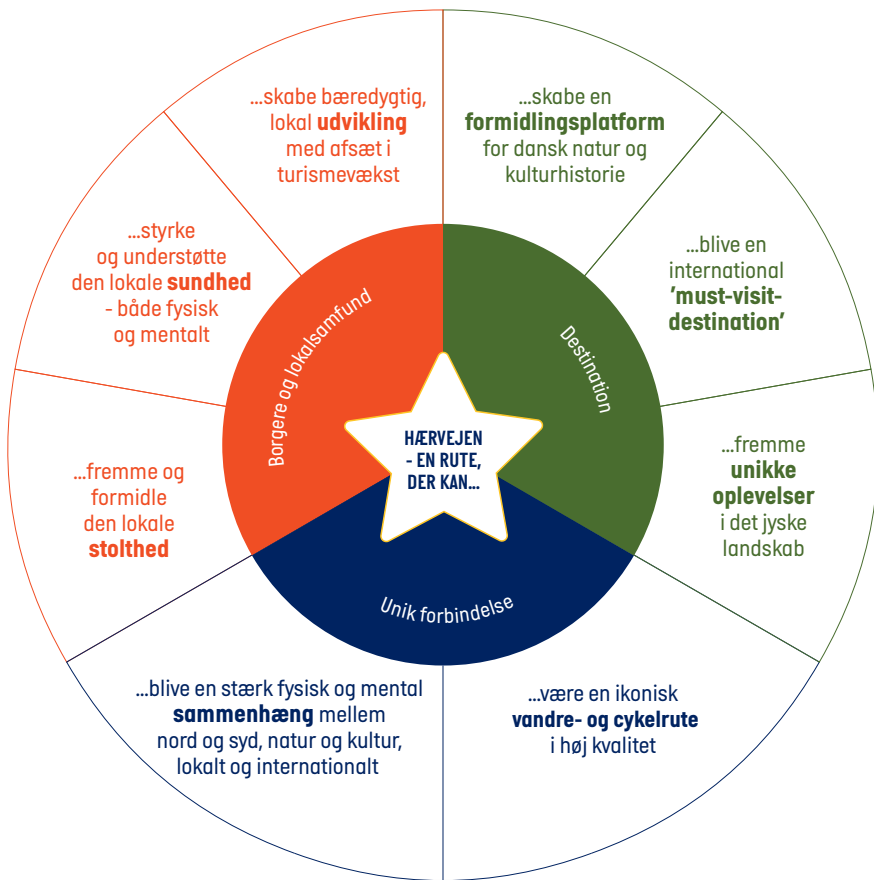 HÆRVEJEN
- EN RUTE,
DER KAN...
Destination
...skabe en
formidlingsplatform
for dansk natur og
kulturhistorie
...blive en
international
’must-visit-
destination’
...fremme
unikke
oplevelser
i det jyske
landskab
Unik forbindelse
...være en ikonisk
vandre- og cykelrute
i høj kvalitet
...blive en stærk fysisk og mental
sammenhæng mellem
nord og syd, natur og kultur,
lokalt og internationalt
Borgere og lokalsamfund
...fremme og
formidle
den lokale
stolthed
...styrke
og understøtte
den lokale sundhed
- både fysisk
og mentalt
...skabe bæredygtig,
lokal udvikling
med afsæt i
turismevækst